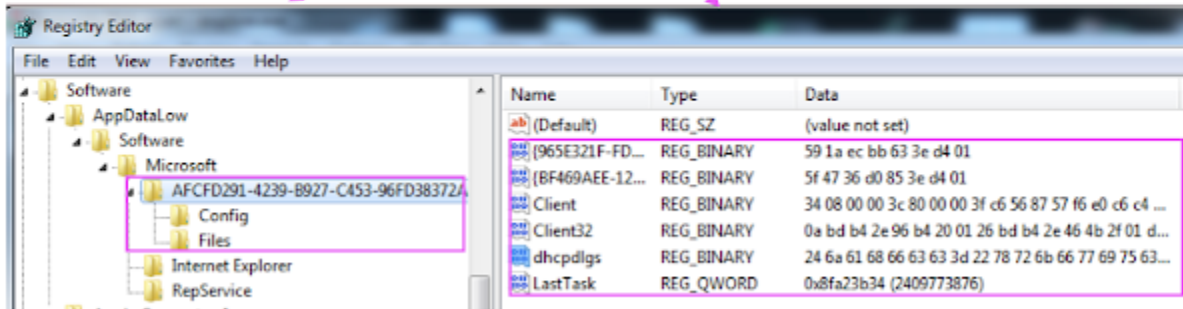 Registry Editor
File Edit View Favorites Help
Software
AppDataLow
Software
Microsoft
AFCFD291-4239-B927-C453-96FD38372A
Config
Files
Internet Explorer
RepService
Name Type Data
ab (Default) REG_SZ (value not set)
{965E321F-FD... REG_BINARY 59 1a ec bb 63 3e d4 01
{BF469AEE-12... REG_BINARY 5f 47 36 d0 85 3e d4 01
Client REG_BINARY 34 08 00 00 3c 80 00 00 3f c6 56 87 57 f6 e0 c6 c4 ...
Client32 REG_BINARY 0a bd b4 2e 96 b4 20 01 26 bd b4 2e 46 4b 2f 01 d...
dhcpdlgs REG_BINARY 24 6a 61 68 66 63 63 3d 22 78 72 6b 66 77 69 75 63...
LastTask REG_QWORD 0x8fa23b34 (2409773876)